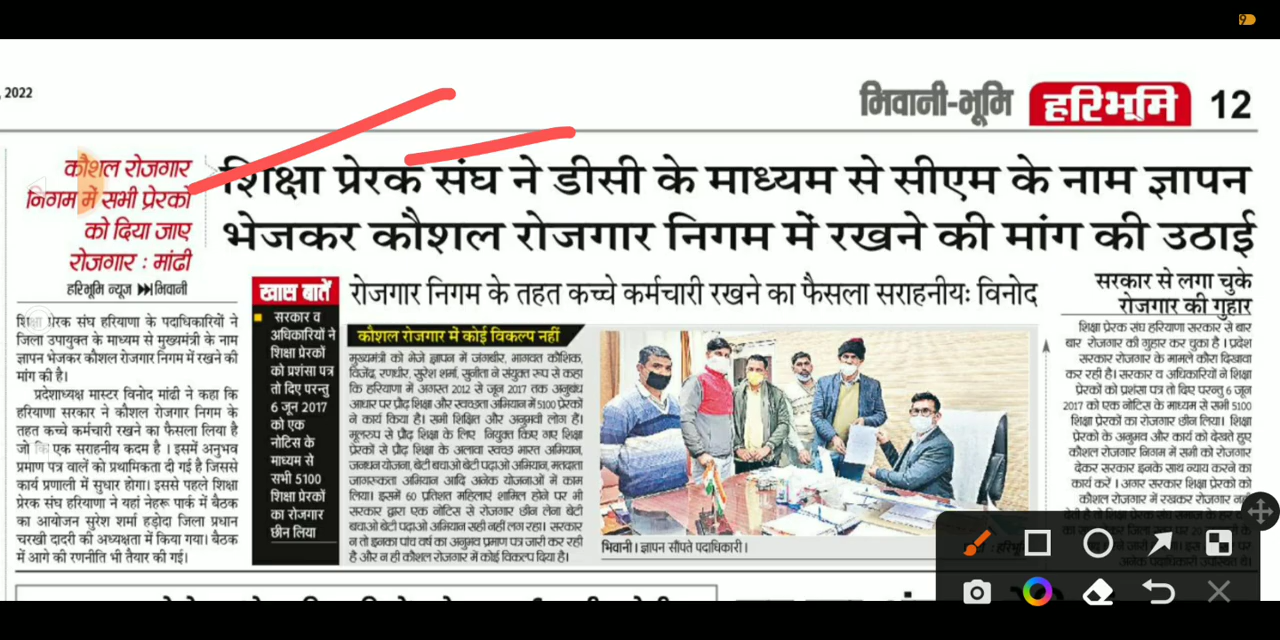 , 2022
भिवानी-भूमि हरिभूमि 12
कौशल रोजगार
निगम में सभी प्रेरकों
को दिया जाए
रोजगार : मांढी
हरिभूमि न्यूज ▶▶ भिवानी
शिक्षा प्रेरक संघ हरियाणा के पदाधिकारियों ने
जिला उपायुक्त के माध्यम से मुख्यमंत्री के नाम
ज्ञापन भेजकर कौशल रोजगार निगम में रखने की
मांग की है।
प्रदेशाध्यक्ष मास्टर विनोद मांढी ने कहा कि
हरियाणा सरकार ने कौशल रोजगार निगम के
तहत कच्चे कर्मचारी रखने का फैसला लिया है
जो कि एक सराहनीय कदम है । इसमें अनुभव
प्रमाण पत्र वालें को प्राथमिकता दी गई है जिससे
कार्य प्रणाली में सुधार होगा। इससे पहले शिक्षा
प्रेरक संघ हरियाणा ने यहां नेहरू पार्क में बैठक
का आयोजन सुरेश शर्मा हड़ोदा जिला प्रधान
चरखी दादरी की अध्यक्षता में किया गया। बैठक
में आगे की रणनीति भी तैयार की गई।
शिक्षा प्रेरक संघ ने डीसी के माध्यम से सीएम के नाम ज्ञापन
भेजकर कौशल रोजगार निगम में रखने की मांग की उठाई
खास बातें
सरकार व
अधिकारियों ने
शिक्षा प्रेरकों
को प्रशंसा पत्र
तो दिए परन्तु
6 जून 2017
को एक
नोटिस के
माध्यम से
सभी 5100
शिक्षा प्रेरकों
का रोजगार
छीन लिया
रोजगार निगम के तहत कच्चे कर्मचारी रखने का फैसला सराहनीयः विनोद
कौशल रोजगार में कोई विकल्प नहीं
मुख्यमंत्री को भेजे ज्ञापन में जगबीर, भागवत कौशिक,
विजेंद्र, रणधीर, सुरेश शर्मा, सुनीता ने संयुक्त रूप से कहा
कि हरियाणा में अगस्त 2012 से जून 2017 तक अनुबंध
आधार पर प्रौढ़ शिक्षा और स्वच्छता अभियान में 5100 प्रेरकों
ने कार्य किया है। सभी शिक्षित और अनुभवी लोग है।
मूलरुप से प्रौढ़ शिक्षा के लिए नियुक्त किए गए शिक्षा
प्रेरकों से प्रौढ़ शिक्षा के अलावा स्वच्छ भारत अभियान,
जनधन योजना, बेटी बचाओ बेटी पढ़ाओ अभियान, मतदाता
जागरुकता अभियान आदि अनेक योजनाओं में काम
लिया। इसमें 60 प्रतिशत महिलाएं शामिल होने पर भी
सरकार द्वारा एक नोटिस से रोजगार छीन लेना बेटी
बचाओ बेटी पढ़ाओ अभियान सही नहीं लग रहा। सरकार
न तो इनका पांच वर्ष का अनुभव प्रमाण पत्र जारी कर रही
है और न ही कौशल रोजगार में कोई विकल्प दिया है।
भिवानी। ज्ञापन सौंपते पदाधिकारी।
सरकार से लगा चुके
रोजगार की गुहार
शिक्षा प्रेरक संघ हरियाणा सरकार से बार
बार रोजगार की गुहार कर चुका है । प्रदेश
सरकार रोजगार के मामले कौरा दिखावा
कर रही है। सरकार व अधिकारियों ने शिक्षा
प्रेरकों को प्रशंसा पत्र तो दिए परन्तु 6 जून
2017 को एक नोटिस के माध्यम से सभी 5100
शिक्षा प्रेरकों का रोजगार छीन लिया। शिक्षा
प्रेरकों के अनुभव और कार्य को देखते हुए
कौशल रोजगार निगम में सभी को रोजगार
देकर सरकार इनके साथ न्याय करने का
कार्य करें । अगर सरकार शिक्षा प्रेरकों को
कौशल रोजगार में रखकर रोजगार